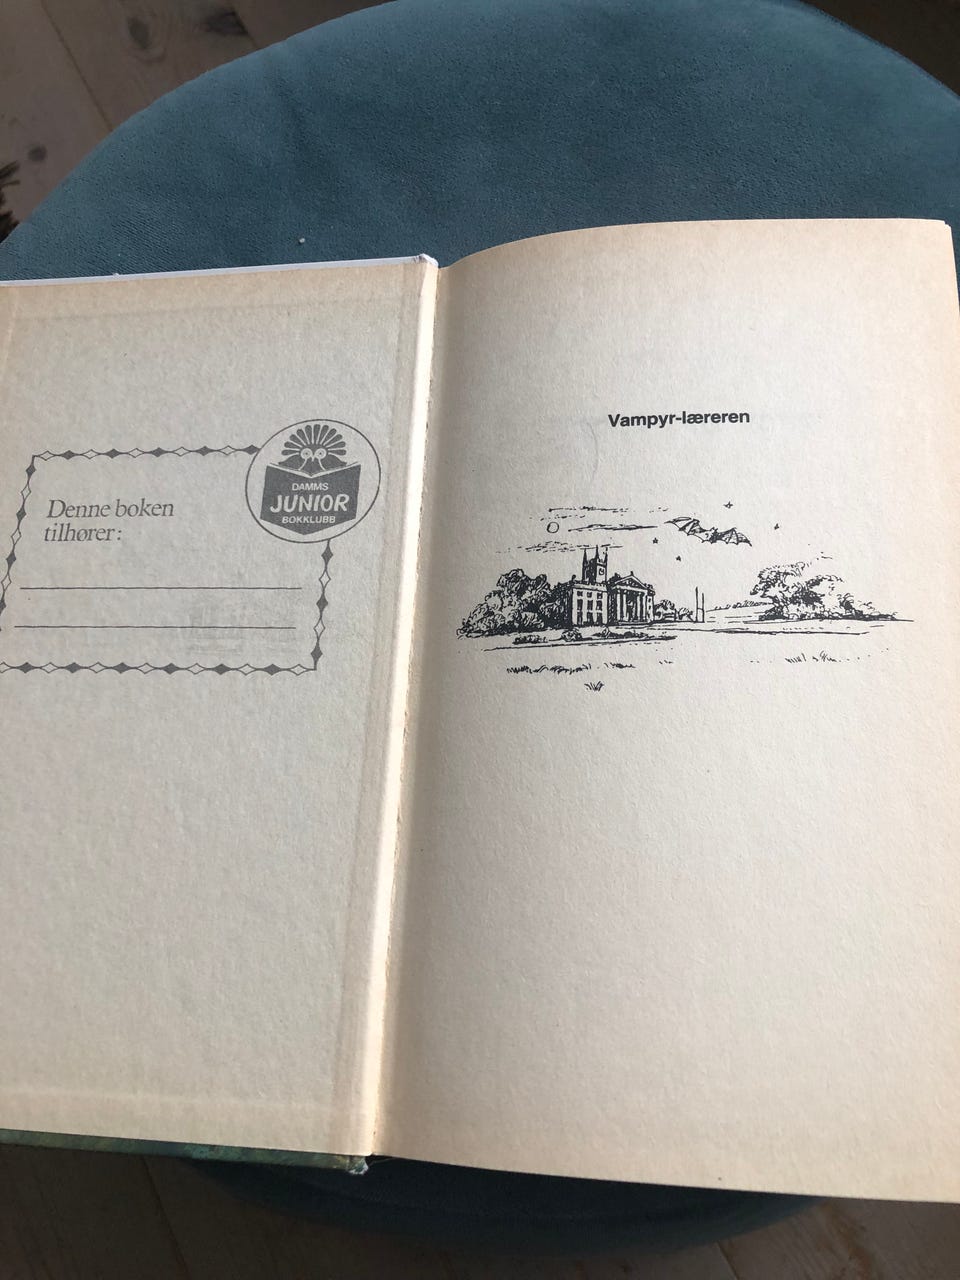 Denne boken
tilhører:
DAMMS
JUNIOR
BOKKLUBB
Vampyr-læreren